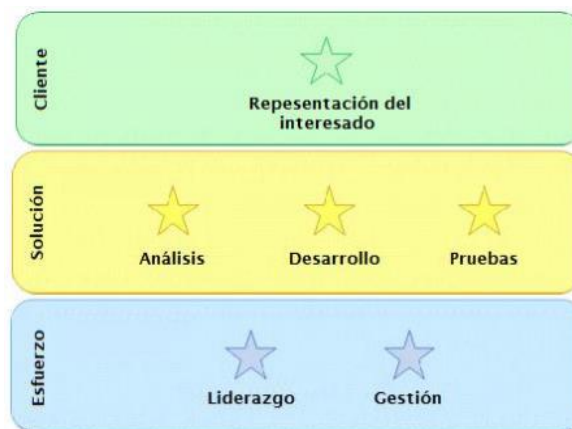 Cliente
Repesentación del
interesado
Solución
Análisis
Desarrollo
Pruebas
Esfuerzo
Liderazgo
Gestión